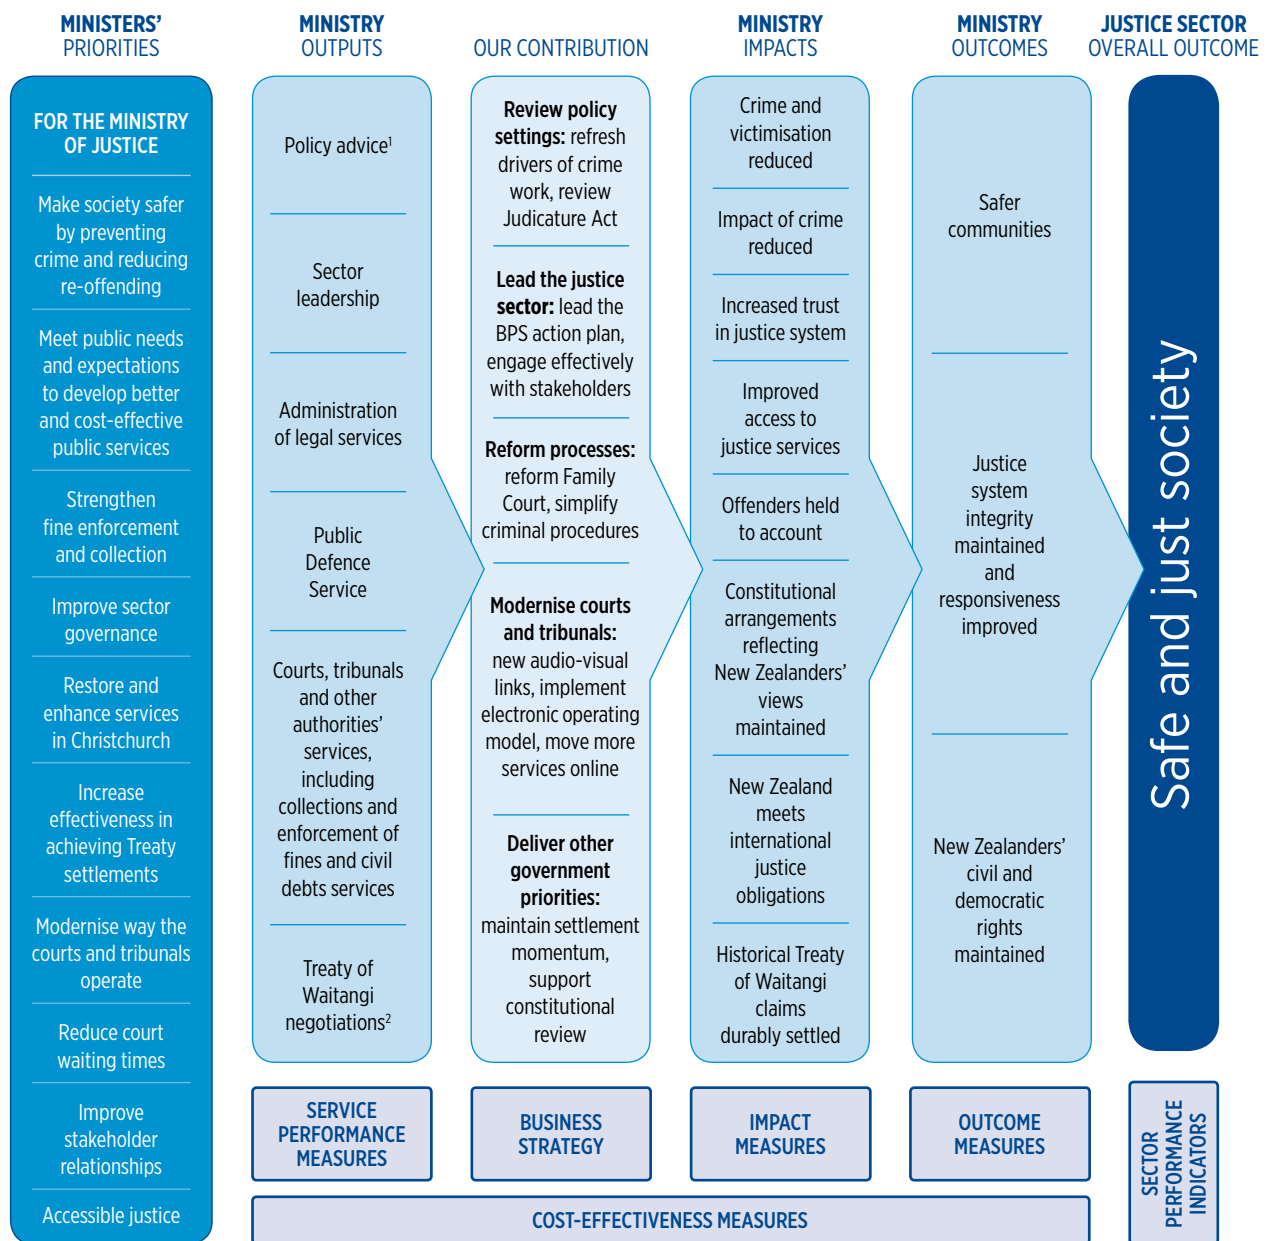 MINISTERS'
PRIORITIES
FOR THE MINISTRY
OF JUSTICE
Make society safer
by preventing
crime and reducing
re-offending
Meet public needs
and expectations
to develop better
and cost-effective
public services
Strengthen
fine enforcement
and collection
Improve sector
governance
Restore and
enhance services
in Christchurch
Increase
effectiveness in
achieving Treaty
settlements
Modernise way the
courts and tribunals
operate
Reduce court
waiting times
Improve
stakeholder
relationships
Accessible justice
MINISTRY
OUTPUTS
Policy advice¹
Sector
leadership
Administration
of legal services
Public
Defence
Service
Courts, tribunals
and other
authorities'
services,
including
collections and
enforcement of
fines and civil
debts services
Treaty of
Waitangi
negotiations²
SERVICE
PERFORMANCE
MEASURES
OUR CONTRIBUTION
Review policy
settings: refresh
drivers of crime
work, review
Judicature Act
Lead the justice
sector: lead the
BPS action plan,
engage effectively
with stakeholders
Reform processes:
reform Family
Court, simplify
criminal procedures
Modernise courts
and tribunals:
new audio-visual
links, implement
electronic operating
model, move more
services online
Deliver other
government
priorities:
maintain settlement
momentum,
support
constitutional
review
BUSINESS
STRATEGY
MINISTRY
IMPACTS
Crime and
victimisation
reduced
Impact of crime
reduced
Increased trust
in justice system
Improved
access to
justice services
Offenders held
to account
Constitutional
arrangements
reflecting
New Zealanders'
views
maintained
New Zealand
meets
international
justice
obligations
Historical Treaty
of Waitangi
claims
durably settled
IMPACT
MEASURES
MINISTRY
OUTCOMES
Safer
communities
Justice
system
integrity
maintained
and
responsiveness
improved
New Zealanders'
civil and
democratic
rights
maintained
OUTCOME
MEASURES
JUSTICE SECTOR
OVERALL OUTCOME
Safe and just society
SECTOR
PERFORMANCE
INDICATORS
COST-EFFECTIVENESS MEASURES